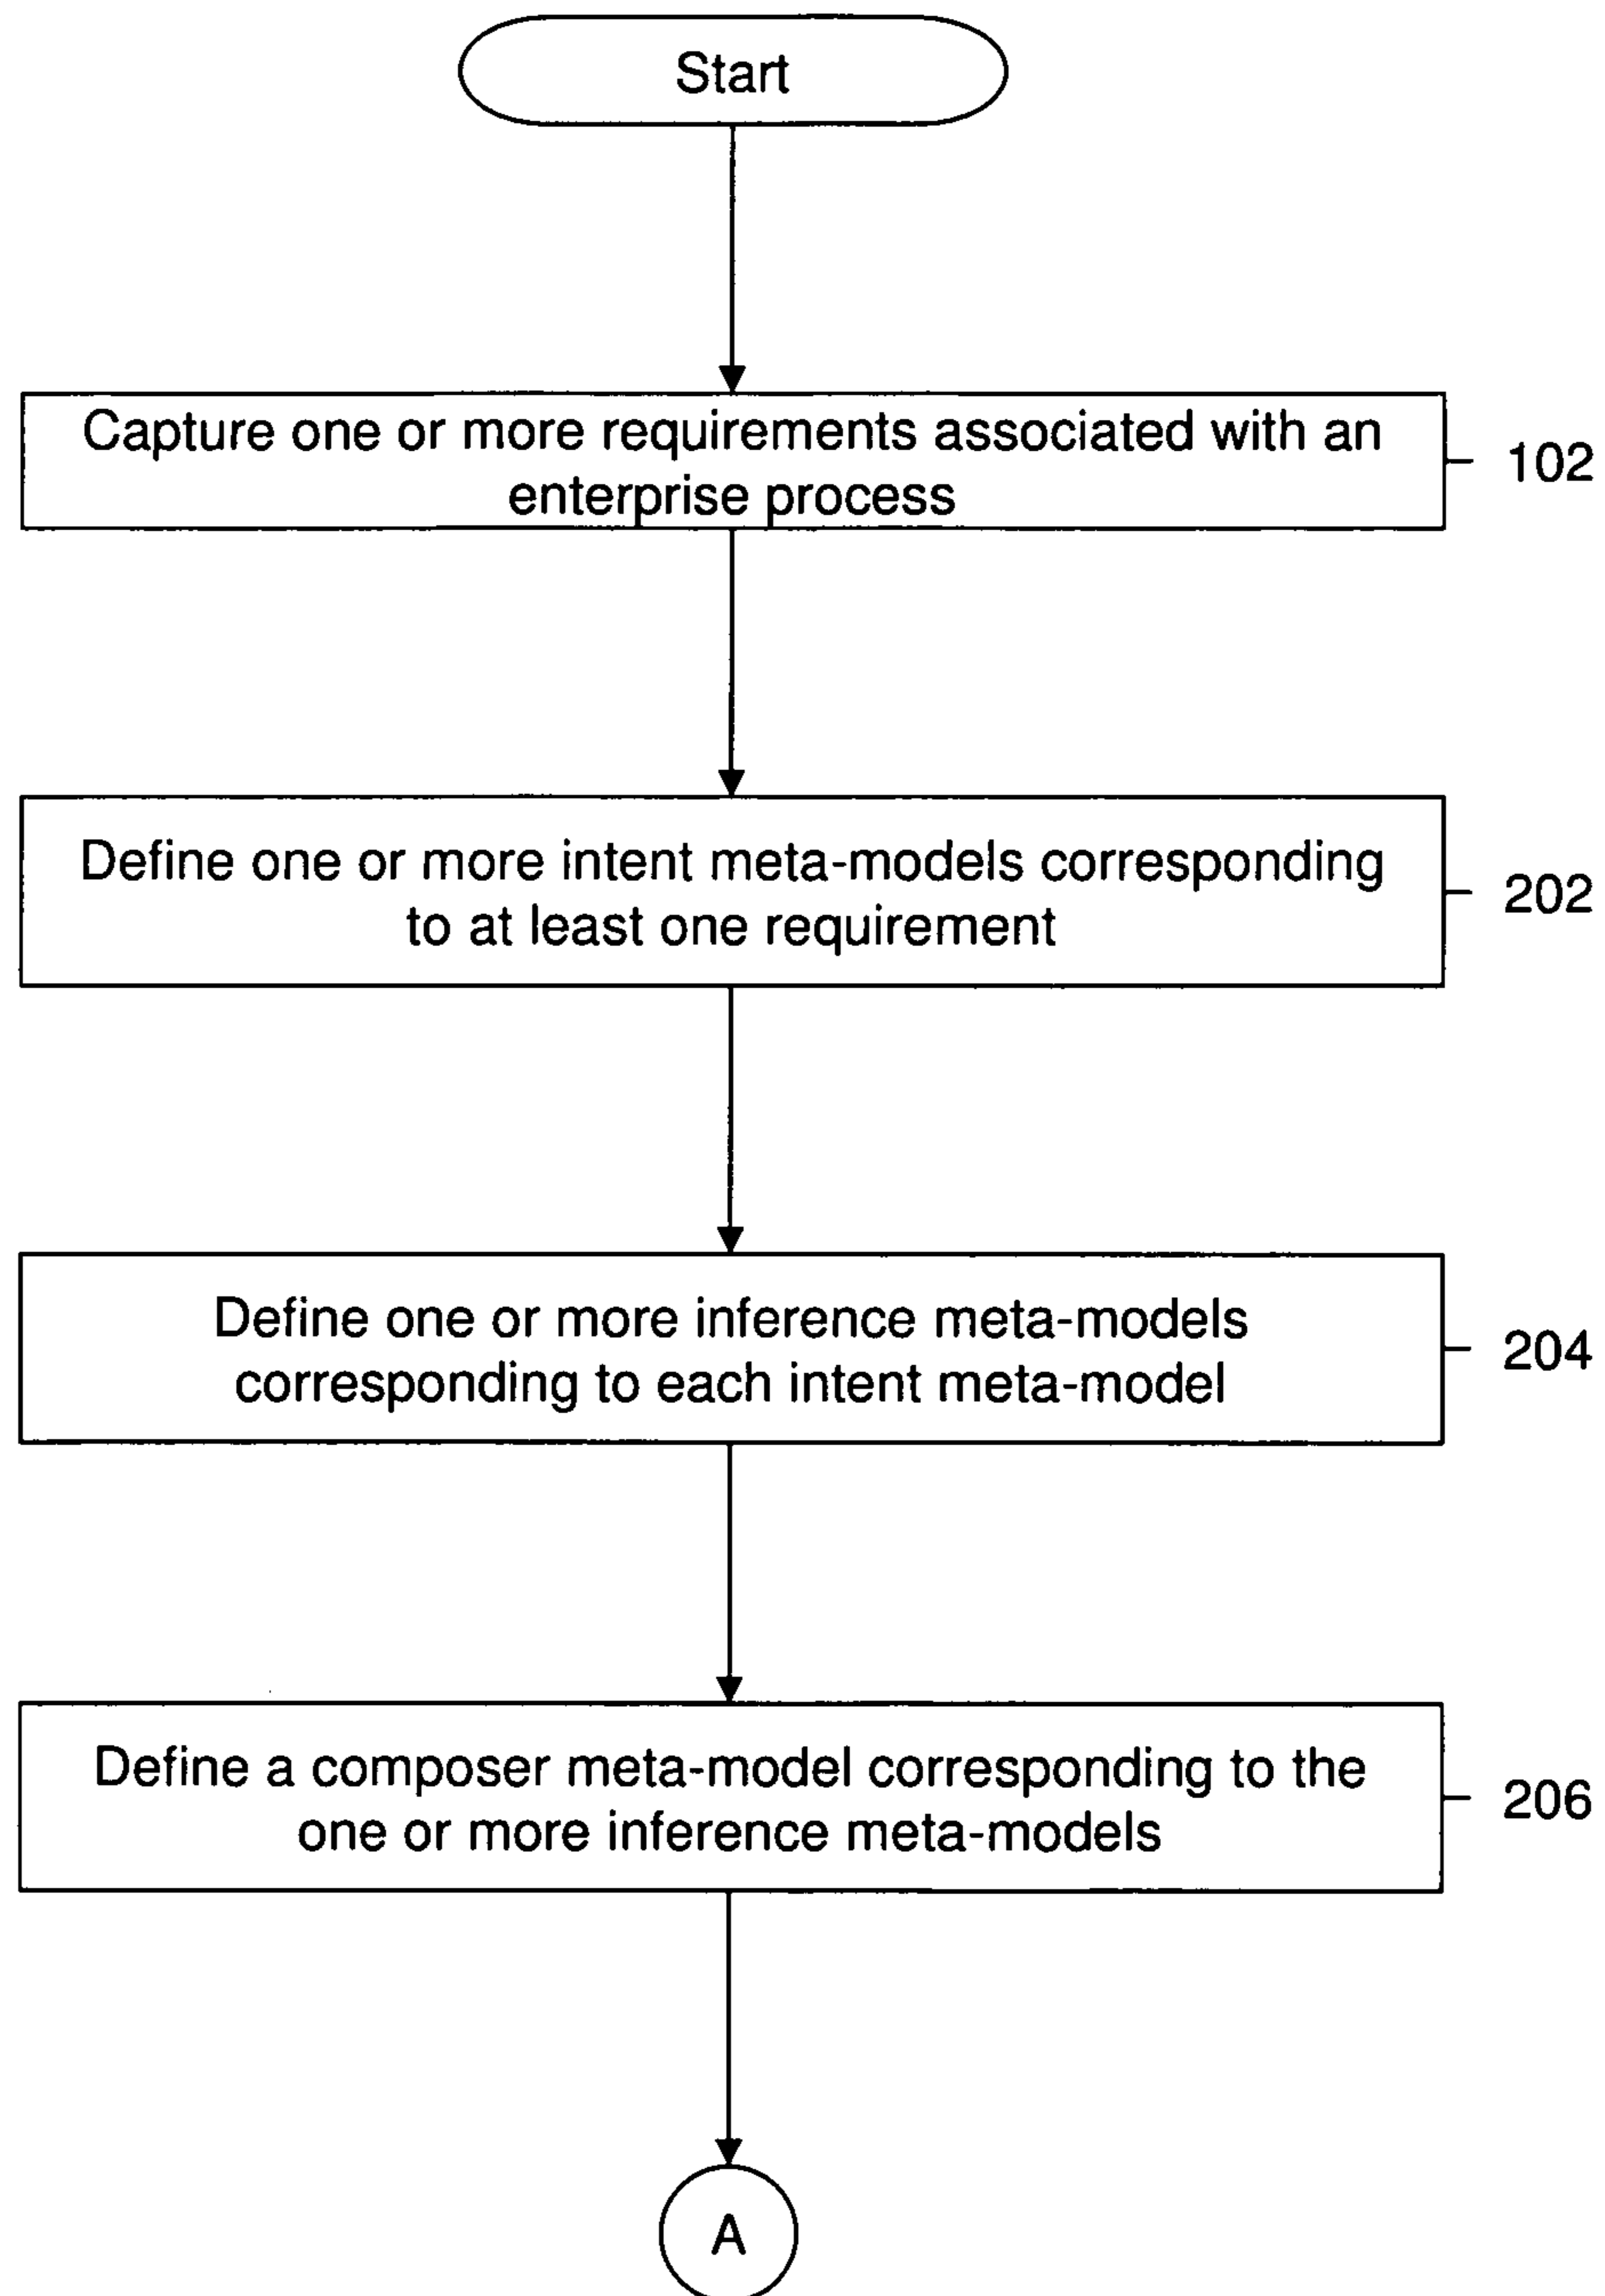 Start
Capture one or more requirements associated with an
enterprise process
102
Define one or more intent meta-models corresponding
to at least one requirement
202
Define one or more inference meta-models
corresponding to each intent meta-model
204
Define a composer meta-model corresponding to the
one or more inference meta-models
206
A